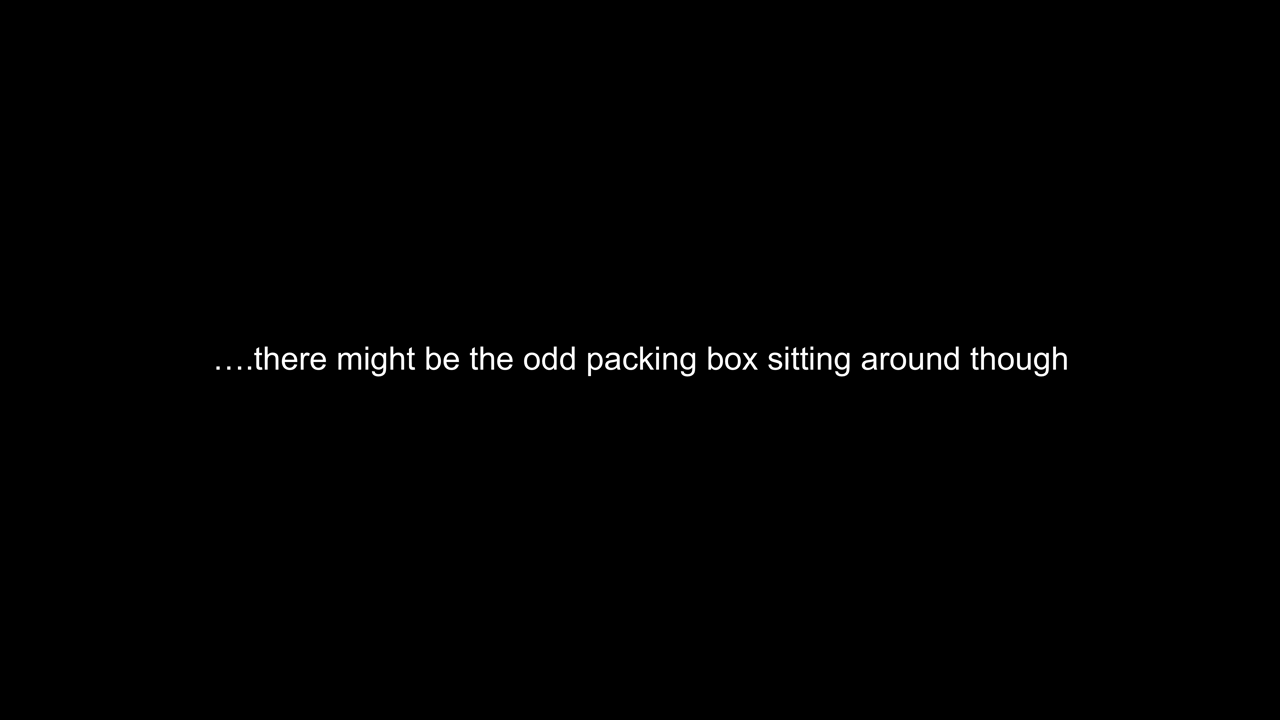 ….there might be the odd packing box sitting around though